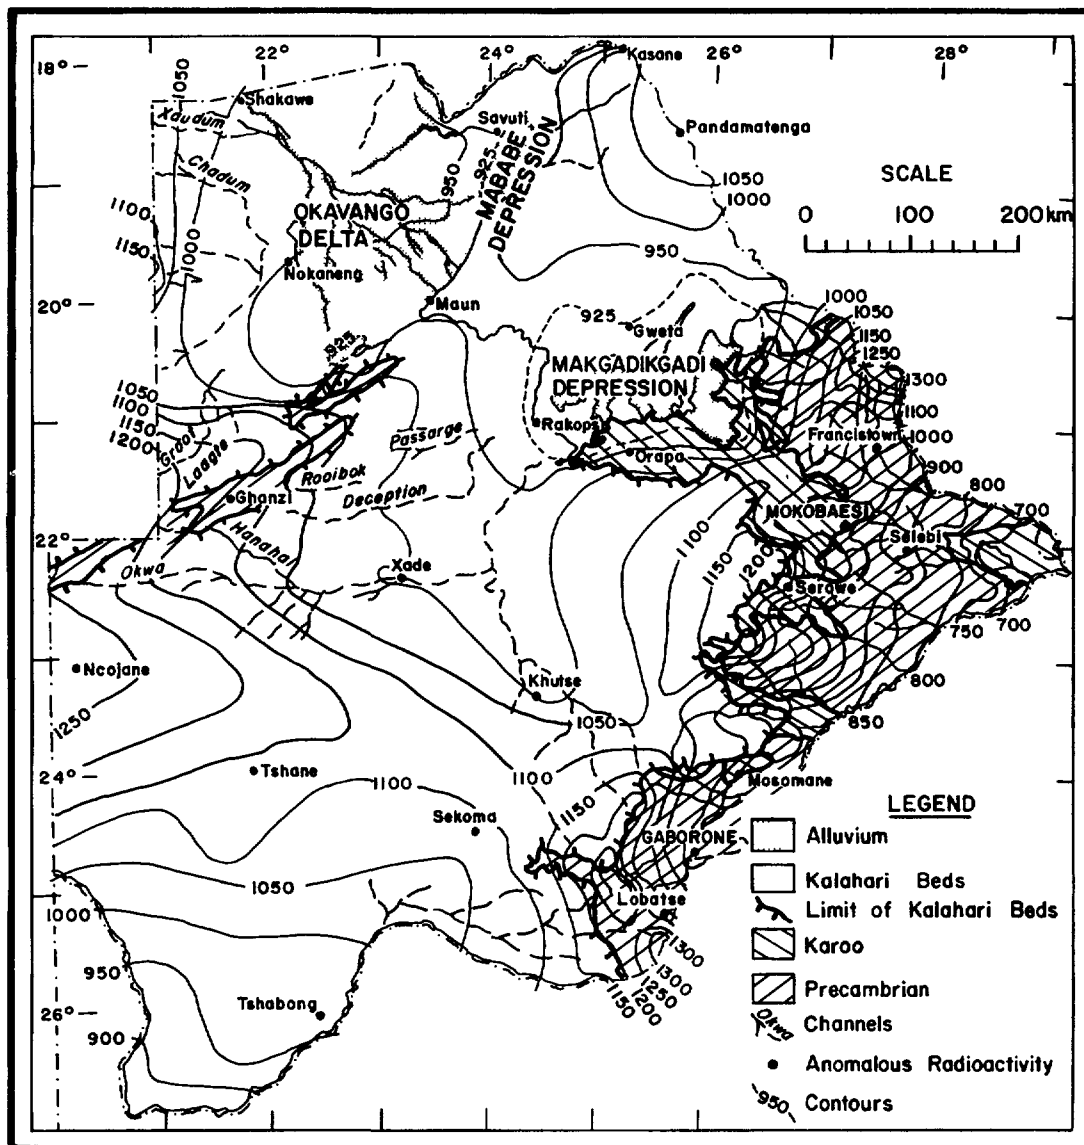 22°
24°
26°
28°
18°
1050
Kasane
Shakawe
Xaudum
Savuti
Pandamatenga
Chadum
950
925
MABABE
DEPRESSION
SCALE
0 100 200 km
1050
1000
1100
1150
1000
OKAVANGO
DELTA
Nokaneng
950
20°
Maun
925
Gweta
1000
1050
1150
1250
925
MAKGADIKGADI
DEPRESSION
1300
1050
1100
1150
1200
1100
Groot
Laagte
Passarge
Rakops
Francistown
1000
Orapa
900
Rooibok
Deception
Ghanzi
800
700
MOKOBAESI
1100
Selebi
22°
Hanahai
1150
1200
Okwa
Xade
Serowe
750
700
Ncojane
Khutse
800
1250
1050
850
24°
Tshane
1100
1100
Mosomane
1150
Sekoma
GABORONE
LEGEND
Alluvium
1050
Kalahari Beds
1000
Lobatse
Limit of Kalahari Beds
1300
Karoo
950
1300
1250
1200
1150
Precambrian
26°
Tshabong
Okwa
Channels
900
Anomalous Radioactivity
950
Contours